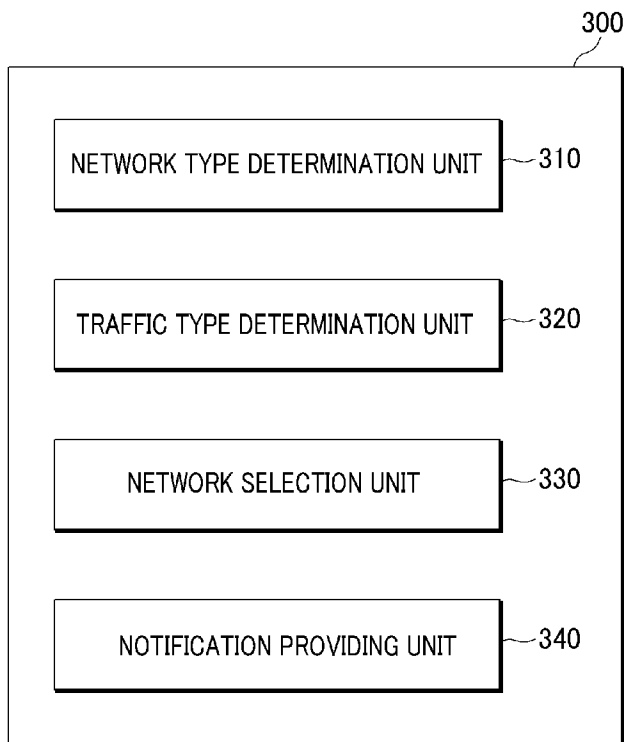 300
NETWORK TYPE DETERMINATION UNIT 310
TRAFFIC TYPE DETERMINATION UNIT 320
NETWORK SELECTION UNIT 330
NOTIFICATION PROVIDING UNIT 340